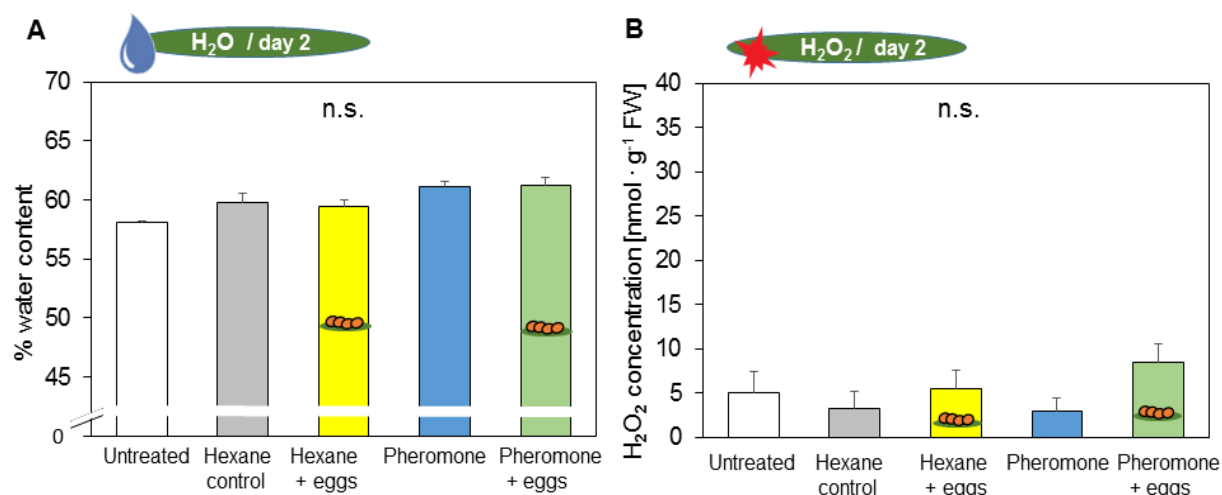 A
H₂O / day 2
% water content
70
65
60
55
50
45
0
n.s.
Untreated
Hexane
control
Hexane
+ eggs
Pheromone
Pheromone
+ eggs
B
H₂O₂ / day 2
H₂O₂ concentration [nmol · g⁻¹ FW]
40
35
30
25
20
15
10
5
0
n.s.
Untreated
Hexane
control
Hexane
+ eggs
Pheromone
Pheromone
+ eggs